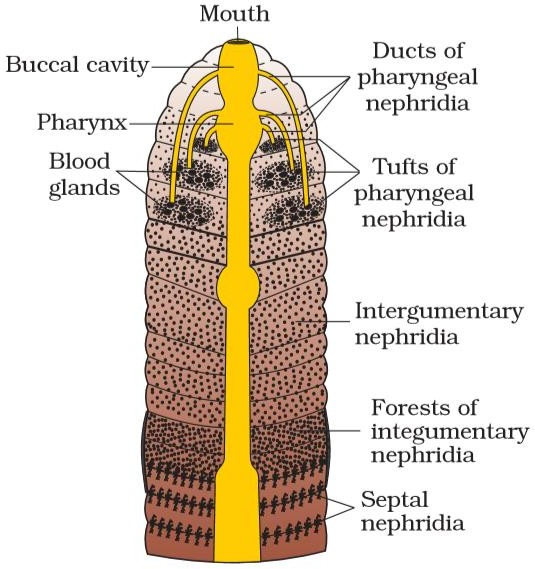 Mouth
Buccal cavity
Ducts of
pharyngeal
nephridia
Pharynx
Blood
glands
Tufts of
pharyngeal
nephridia
Intergumentary
nephridia
Forests of
integumentary
nephridia
Septal
nephridia